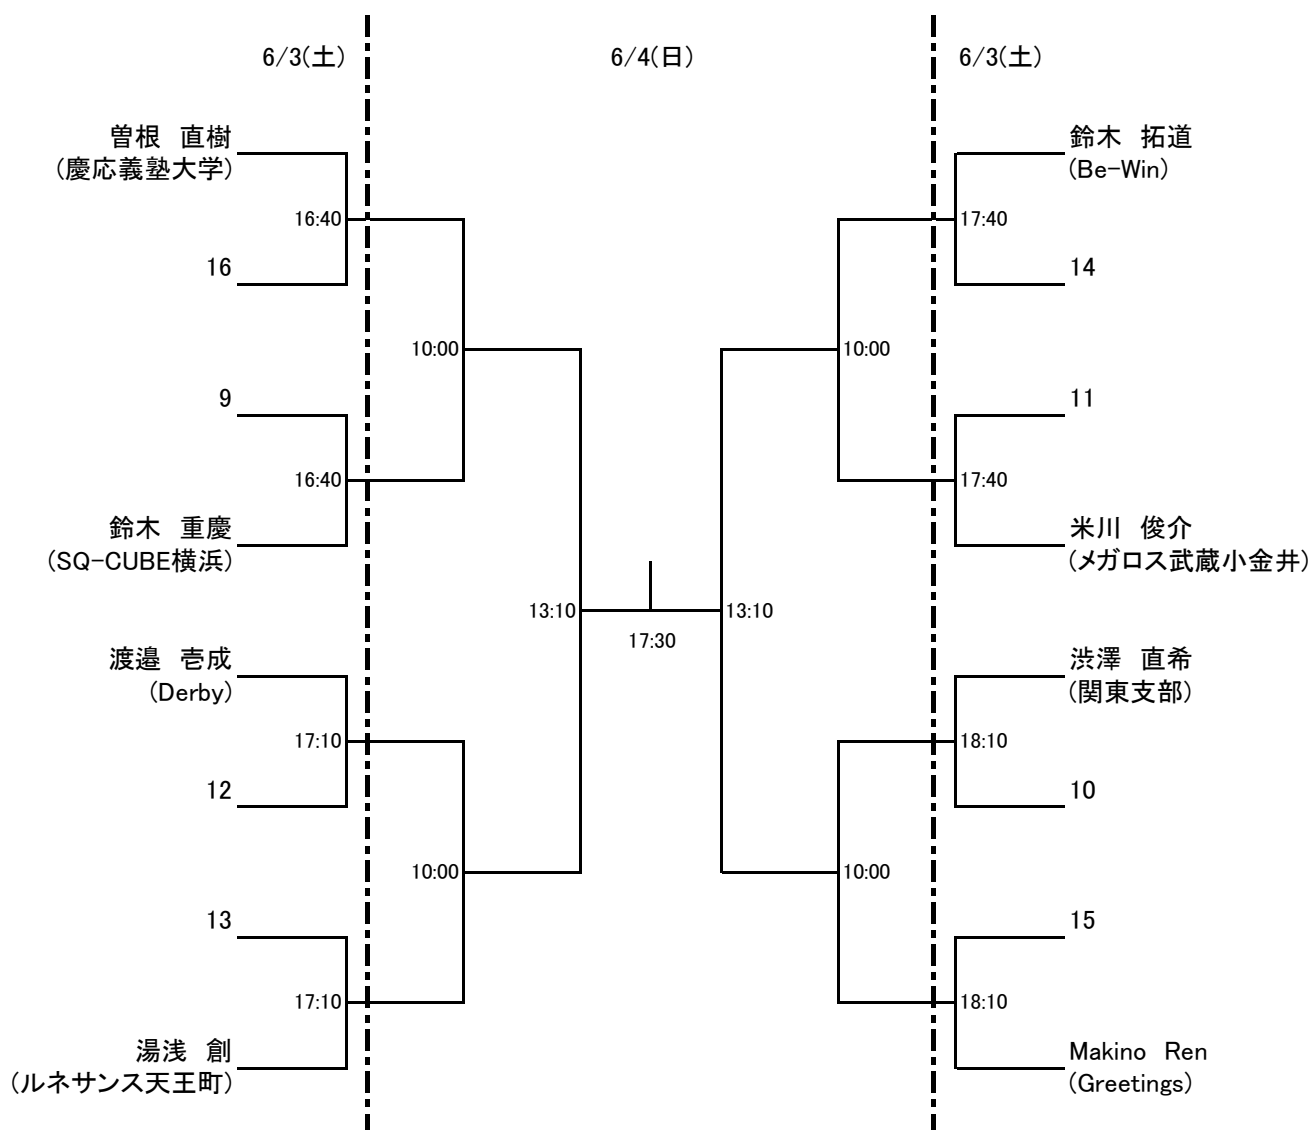 6/3(土)
6/4(日)
6/3(土)
曽根　直樹
(慶応義塾大学)
16:40
16
10:00
9
16:40
鈴木　重慶
(SQ-CUBE横浜)
13:10
渡邉　壱成
(Derby)
17:10
12
10:00
13
17:10
湯浅　創
(ルネサンス天王町)
17:30
鈴木　拓道
(Be-Win)
17:40
14
10:00
11
17:40
米川　俊介
(メガロス武蔵小金井)
13:10
渋澤　直希
(関東支部)
18:10
10
10:00
15
18:10
Makino　Ren
(Greetings)